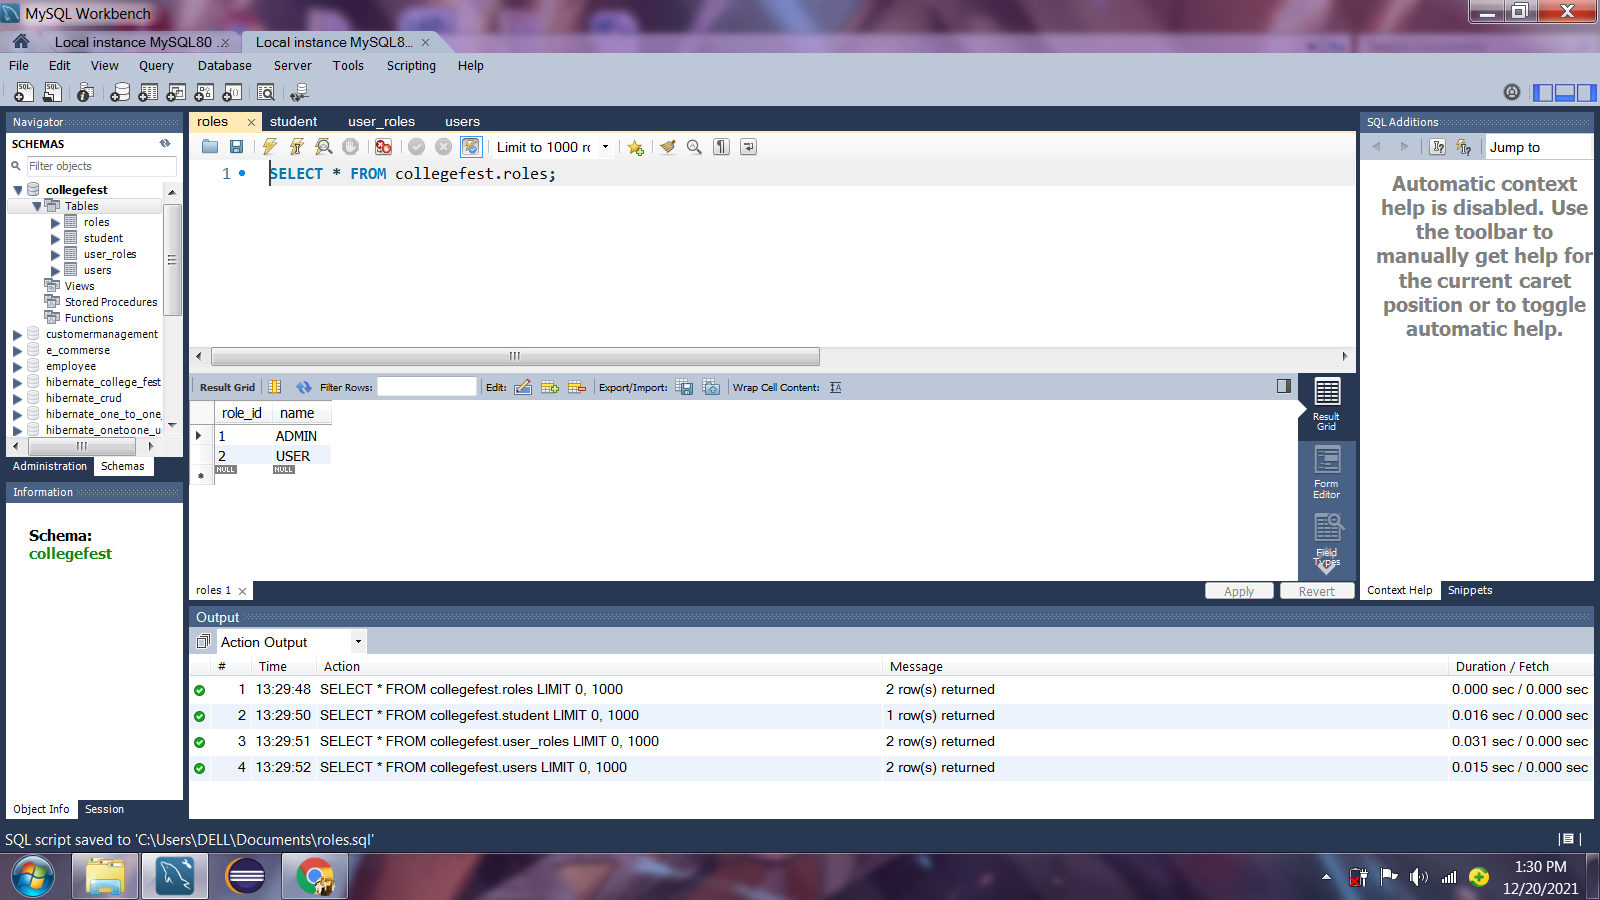 MySQL Workbench
Local instance MySQL80 ... x
Local instance MySQL8... x
File Edit View Query Database Server Tools Scripting Help
Navigator
SCHEMAS
Filter objects
collegefest
Tables
roles
student
user_roles
users
Views
Stored Procedures
Functions
customermanagement
e_commerse
employee
hibernate_college_fest
hibernate_crud
hibernate_one_to_one_
hibernate_onetoone_u
Administration Schemas
Information
Schema:
collegefest
Object Info Session
roles student user_roles users
Limit to 1000 ro
1 SELECT * FROM collegefest.roles;
Result Grid Filter Rows: Edit: Export/Import: Wrap Cell Content:
role_id name
1 ADMIN
2 USER
NULL NULL
Result
Grid
Form
Editor
Field
Types
roles 1
Apply Revert
SQL Additions
Jump to
Automatic context
help is disabled. Use
the toolbar to
manually get help for
the current caret
position or to toggle
automatic help.
Context Help Snippets
Output
Action Output
# Time Action Message Duration / Fetch
1 13:29:48 SELECT * FROM collegefest.roles LIMIT 0, 1000 2 row(s) returned 0.000 sec / 0.000 sec
2 13:29:50 SELECT * FROM collegefest.student LIMIT 0, 1000 1 row(s) returned 0.016 sec / 0.000 sec
3 13:29:51 SELECT * FROM collegefest.user_roles LIMIT 0, 1000 2 row(s) returned 0.031 sec / 0.000 sec
4 13:29:52 SELECT * FROM collegefest.users LIMIT 0, 1000 2 row(s) returned 0.015 sec / 0.000 sec
SQL script saved to 'C:\Users\DELL\Documents\roles.sql'
1:30 PM
12/20/2021